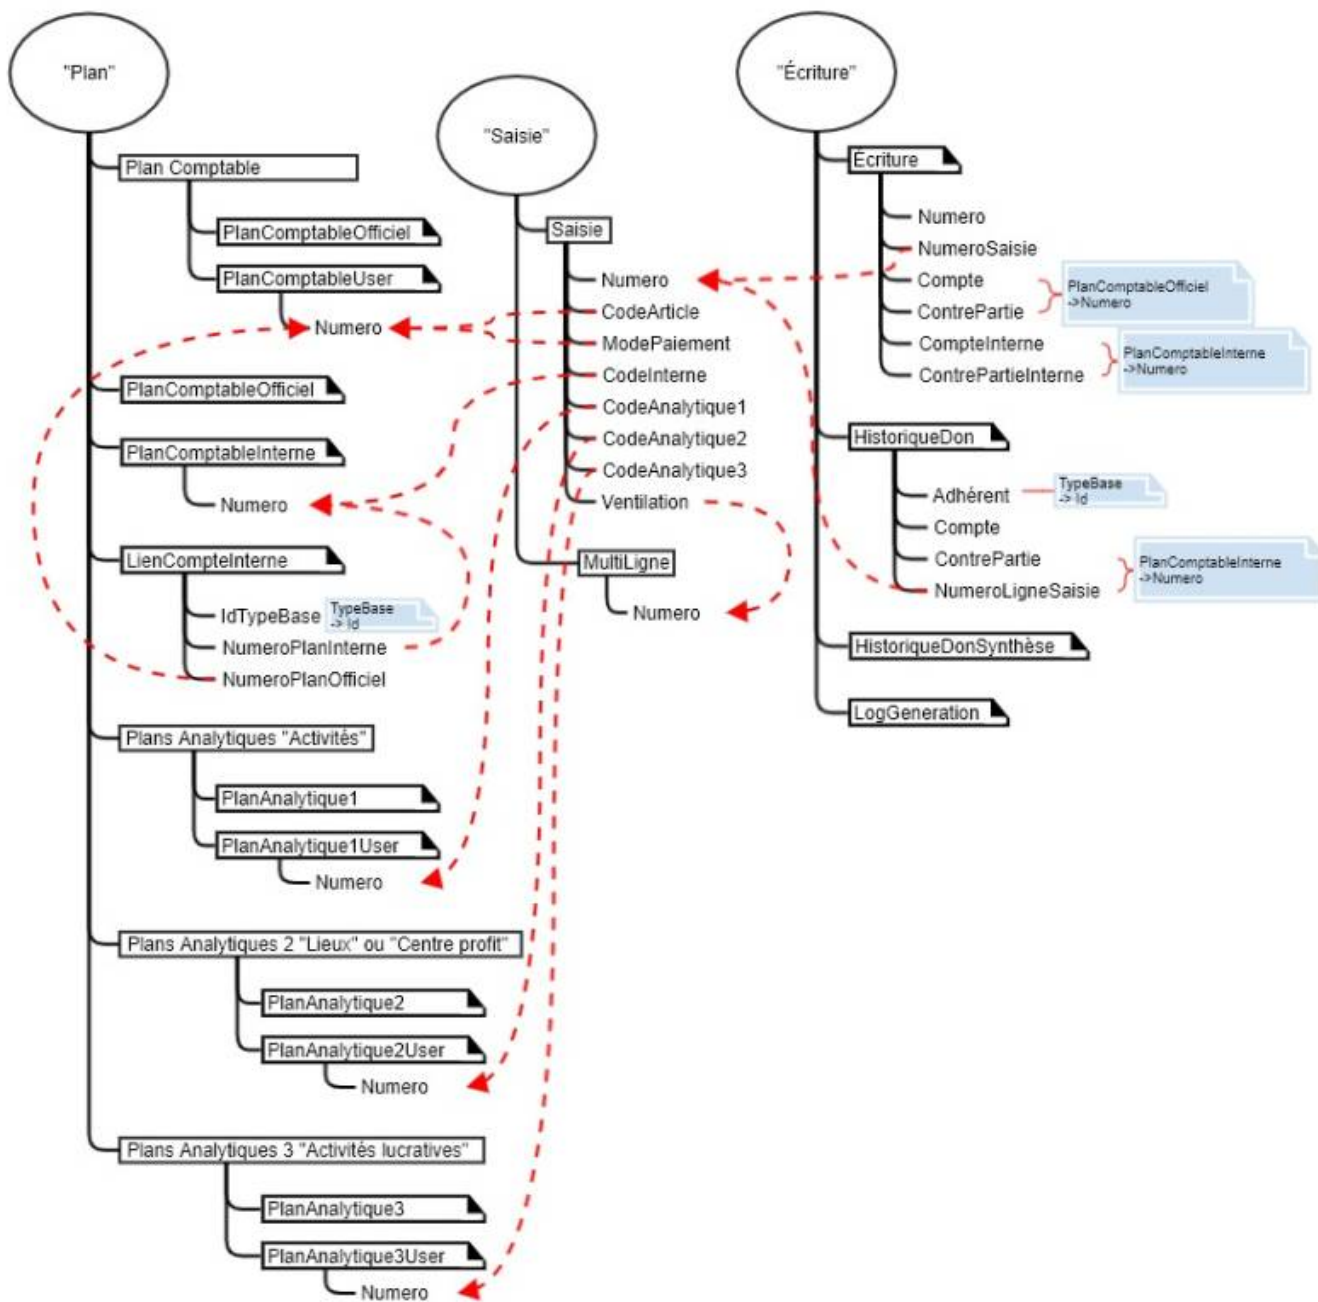 "Plan"
Plan Comptable
PlanComptableOfficiel
PlanComptableUser
Numero
PlanComptableOfficiel
PlanComptableInterne
Numero
LienCompteInterne
IdTypeBase
TypeBase
-> Id
NumeroPlanInterne
NumeroPlanOfficiel
Plans Analytiques "Activités"
PlanAnalytique1
PlanAnalytique1User
Numero
Plans Analytiques 2 "Lieux" ou "Centre profit"
PlanAnalytique2
PlanAnalytique2User
Numero
Plans Analytiques 3 "Activités lucratives"
PlanAnalytique3
PlanAnalytique3User
Numero
"Saisie"
Saisie
Numero
CodeArticle
ModePaiement
CodeInterne
CodeAnalytique1
CodeAnalytique2
CodeAnalytique3
Ventilation
MultiLigne
Numero
"Écriture"
Écriture
Numero
NumeroSaisie
Compte
ContrePartie
PlanComptableOfficiel
->Numero
CompteInterne
ContrePartieInterne
PlanComptableInterne
->Numero
HistoriqueDon
Adhérent
TypeBase
-> Id
Compte
ContrePartie
NumeroLigneSaisie
PlanComptableInterne
->Numero
HistoriqueDonSynthèse
LogGeneration